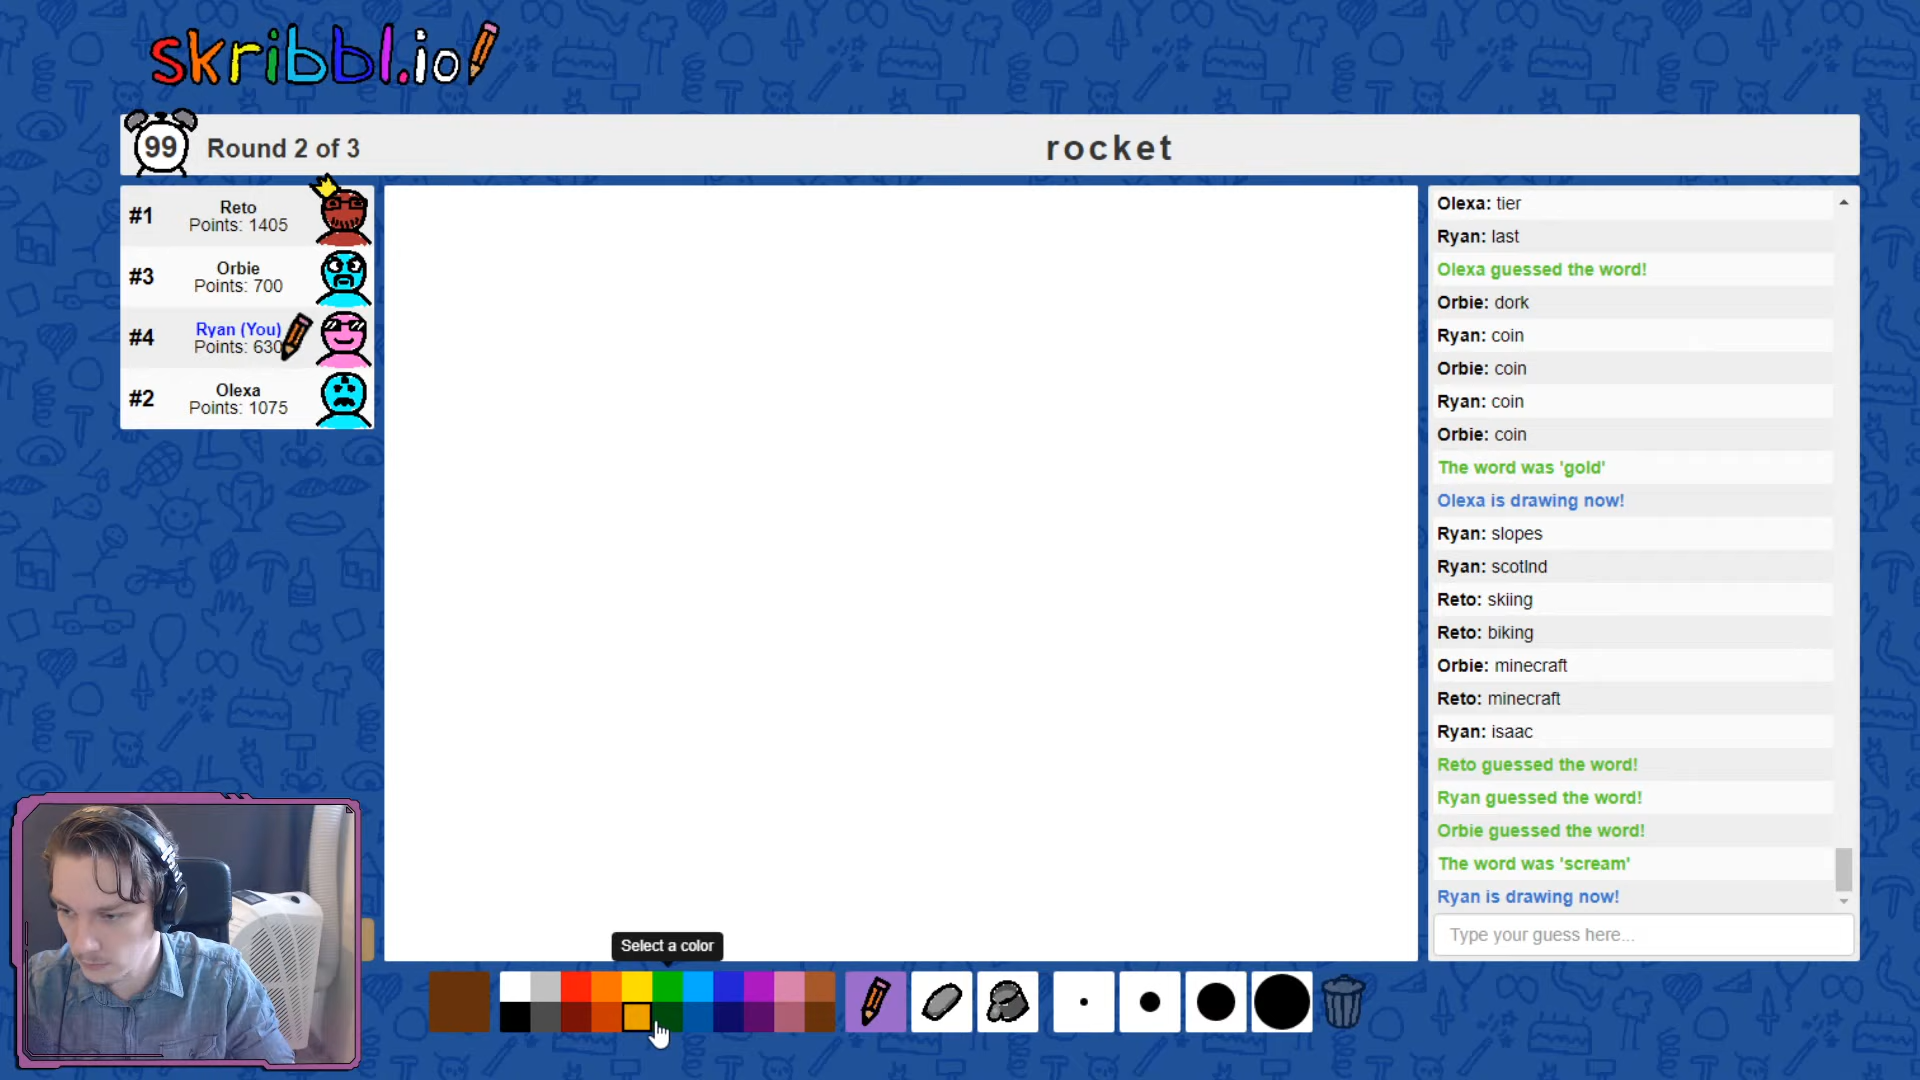 skribbl.io
99
Round 2 of 3
rocket
#1
Reto
Points: 1405
#3
Orbie
Points: 700
#4
Ryan (You)
Points: 630
#2
Olexa
Points: 1075
Olexa: tier
Ryan: last
Olexa guessed the word!
Orbie: dork
Ryan: coin
Orbie: coin
Ryan: coin
Orbie: coin
The word was 'gold'
Olexa is drawing now!
Ryan: slopes
Ryan: scotlnd
Reto: skiing
Reto: biking
Orbie: minecraft
Reto: minecraft
Ryan: isaac
Reto guessed the word!
Ryan guessed the word!
Orbie guessed the word!
The word was 'scream'
Ryan is drawing now!
Type your guess here...
Select a color